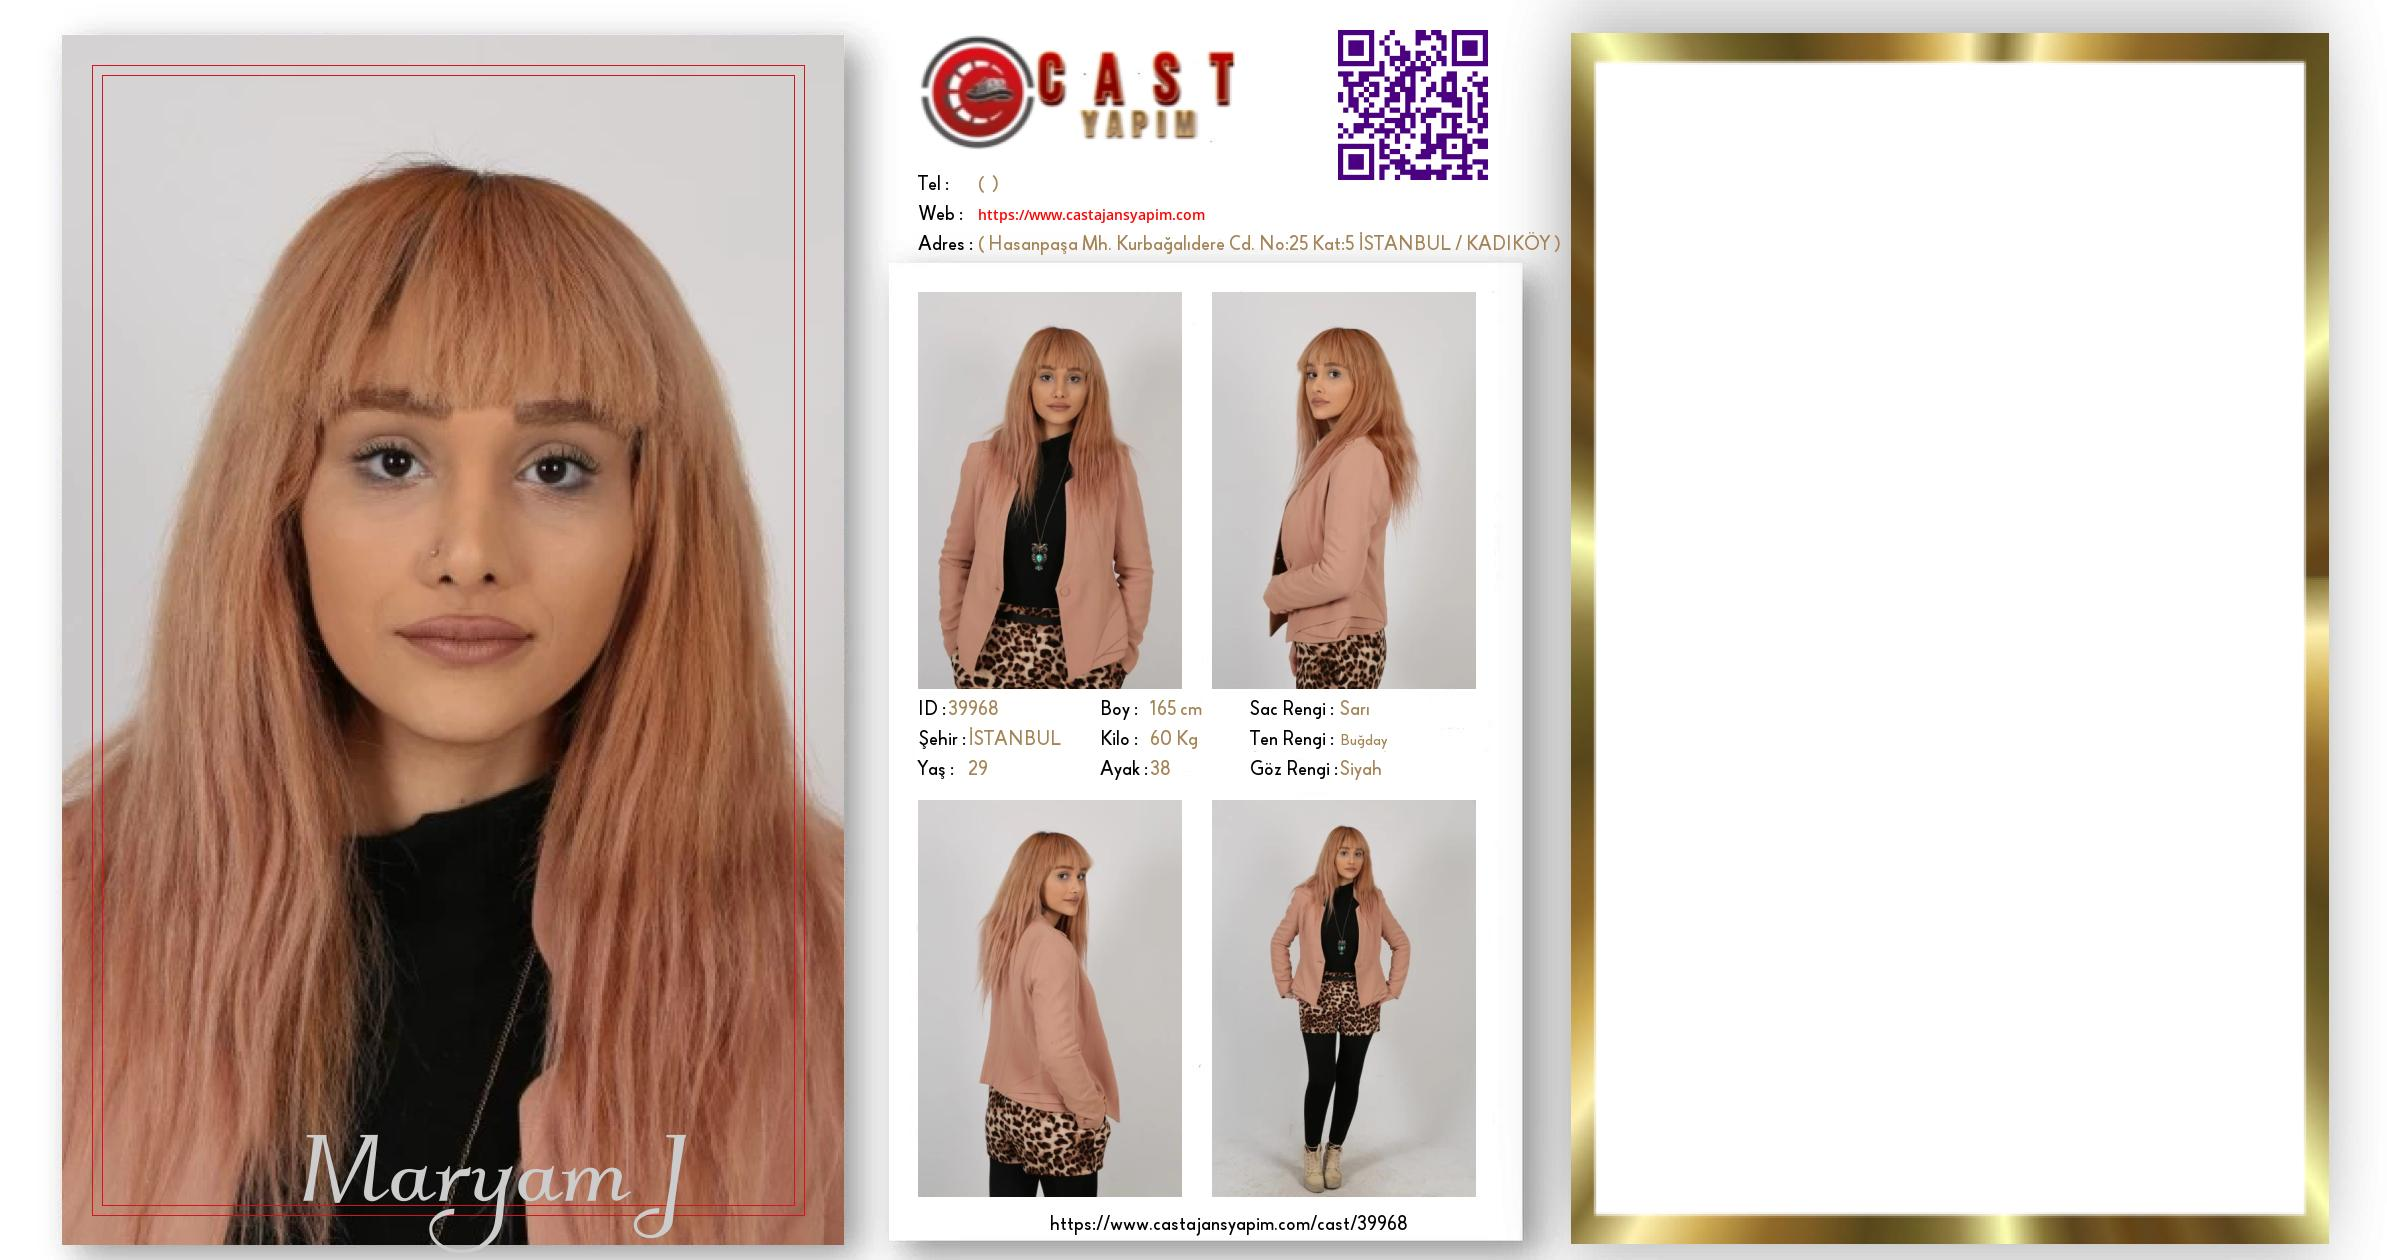 Maryam J
CAST
YAPIM
Tel : ( )
Web : https://www.castajansyapim.com
Adres : ( Hasanpaşa Mh. Kurbağalıdere Cd. No:25 Kat:5 İSTANBUL / KADIKÖY )
ID : 39968 Boy : 165 cm Sac Rengi : Sarı
Şehir : İSTANBUL Kilo : 60 Kg Ten Rengi : Buğday
Yaş : 29 Ayak : 38 Göz Rengi : Siyah
https://www.castajansyapim.com/cast/39968